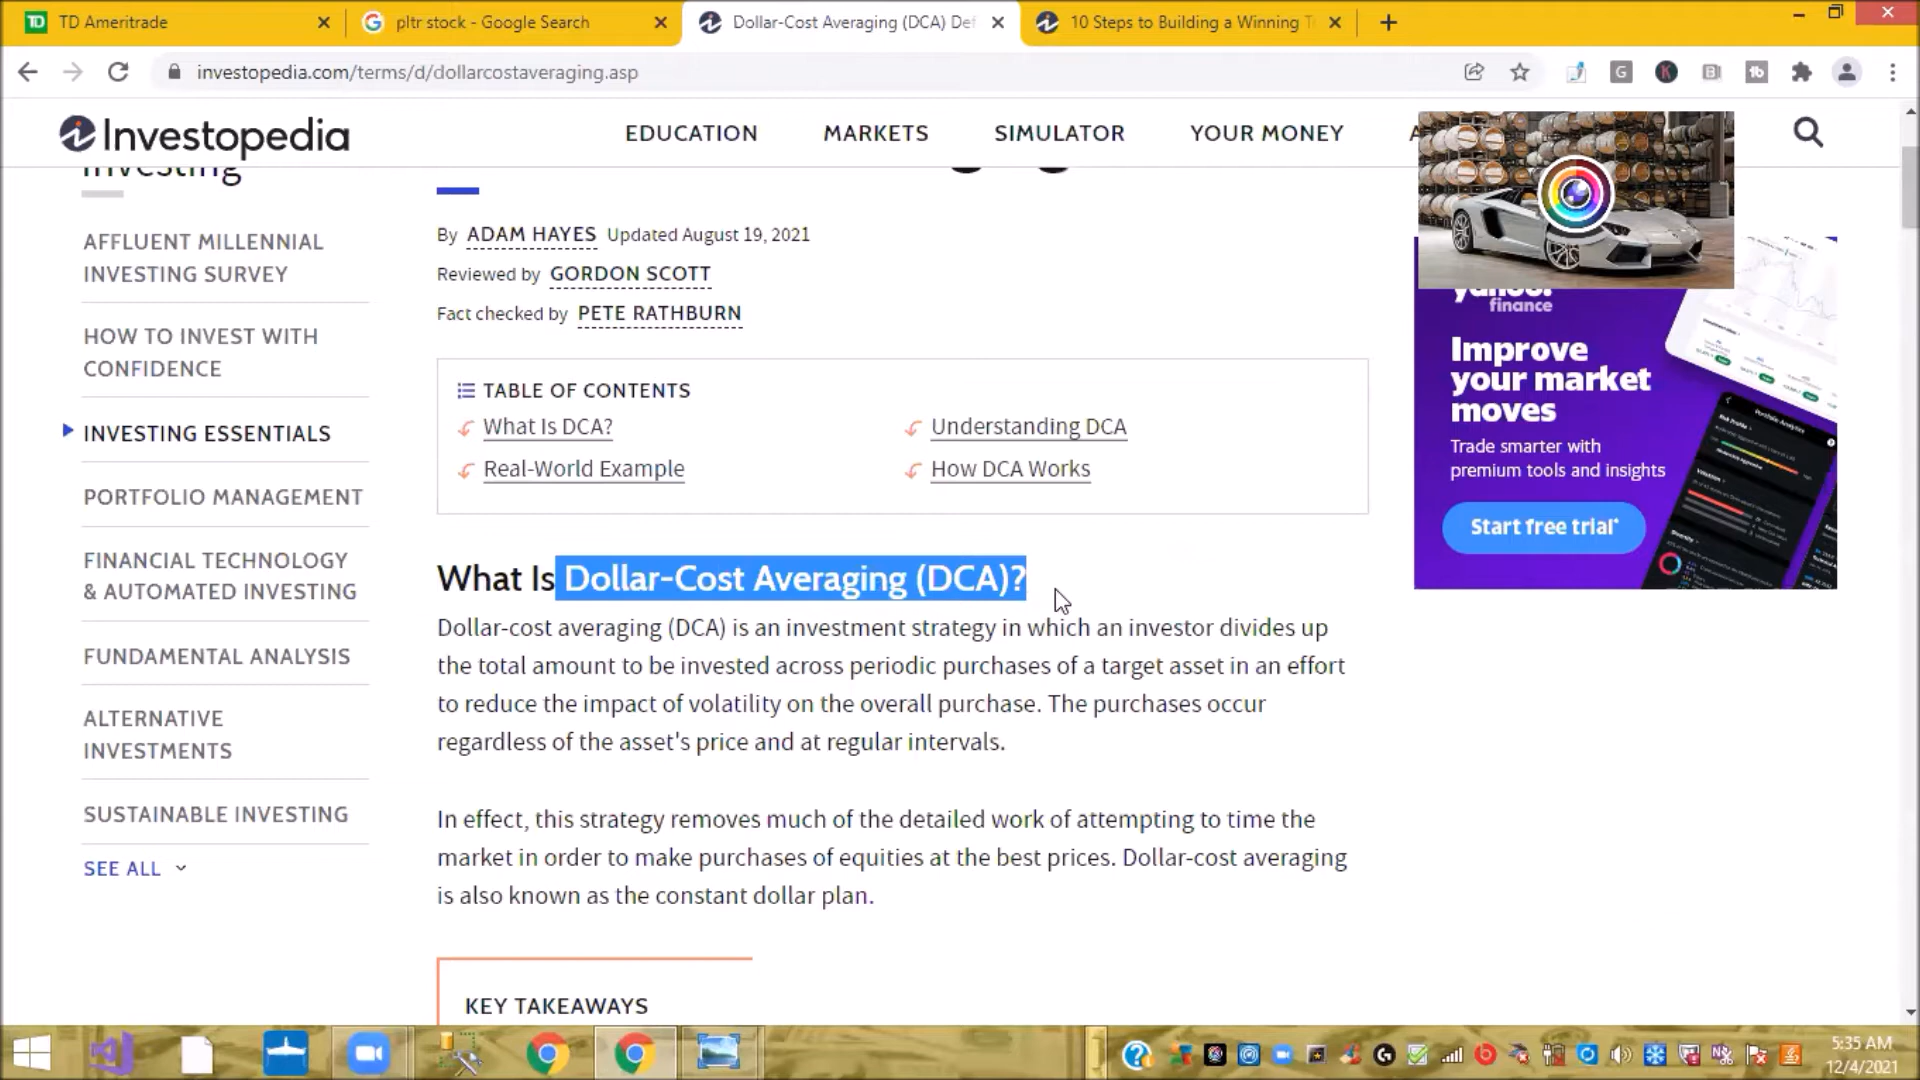 TD Ameritrade
pltr stock - Google Search
Dollar-Cost Averaging (DCA) Def
10 Steps to Building a Winning T
investopedia.com/terms/d/dollarcostaveraging.asp
Investopedia
EDUCATION
MARKETS
SIMULATOR
YOUR MONEY
Investing
AFFLUENT MILLENNIAL
INVESTING SURVEY
HOW TO INVEST WITH
CONFIDENCE
INVESTING ESSENTIALS
PORTFOLIO MANAGEMENT
FINANCIAL TECHNOLOGY
& AUTOMATED INVESTING
FUNDAMENTAL ANALYSIS
ALTERNATIVE
INVESTMENTS
SUSTAINABLE INVESTING
SEE ALL
By ADAM HAYES Updated August 19, 2021
Reviewed by GORDON SCOTT
Fact checked by PETE RATHBURN
TABLE OF CONTENTS
What Is DCA?
Understanding DCA
Real-World Example
How DCA Works
What Is Dollar-Cost Averaging (DCA)?
Dollar-cost averaging (DCA) is an investment strategy in which an investor divides up
the total amount to be invested across periodic purchases of a target asset in an effort
to reduce the impact of volatility on the overall purchase. The purchases occur
regardless of the asset's price and at regular intervals.
In effect, this strategy removes much of the detailed work of attempting to time the
market in order to make purchases of equities at the best prices. Dollar-cost averaging
is also known as the constant dollar plan.
KEY TAKEAWAYS
yahoo!
finance
Improve
your market
moves
Trade smarter with
premium tools and insights
Start free trial*
5:35 AM
12/4/2021